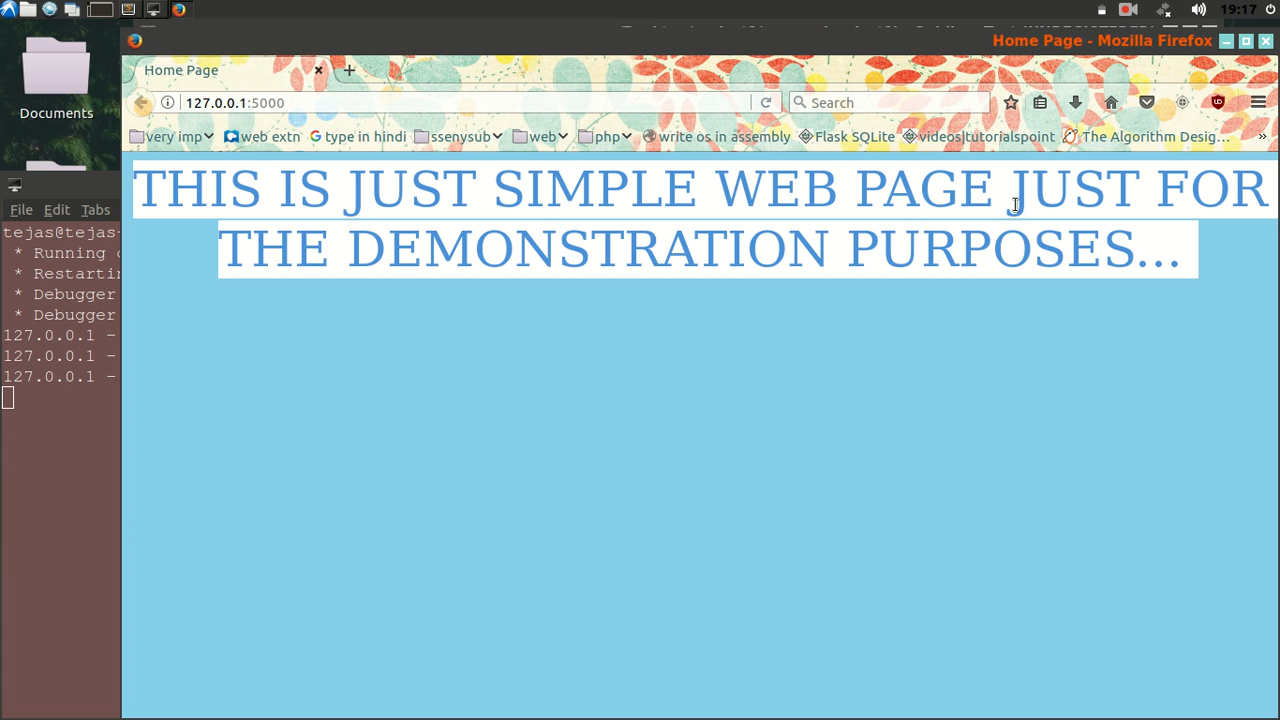 19:17
Documents
Home Page - Mozilla Firefox
Home Page
127.0.0.1:5000
Search
very imp web extn type in hindi ssenysub web php write os in assembly Flask SQLite videos|tutorialspoint The Algorithm Desig... »
THIS IS JUST SIMPLE WEB PAGE JUST FOR
THE DEMONSTRATION PURPOSES...
File Edit Tabs
tejas@tejas-
* Running
* Restartin
* Debugger
* Debugger
127.0.0.1 -
127.0.0.1 -
127.0.0.1 -